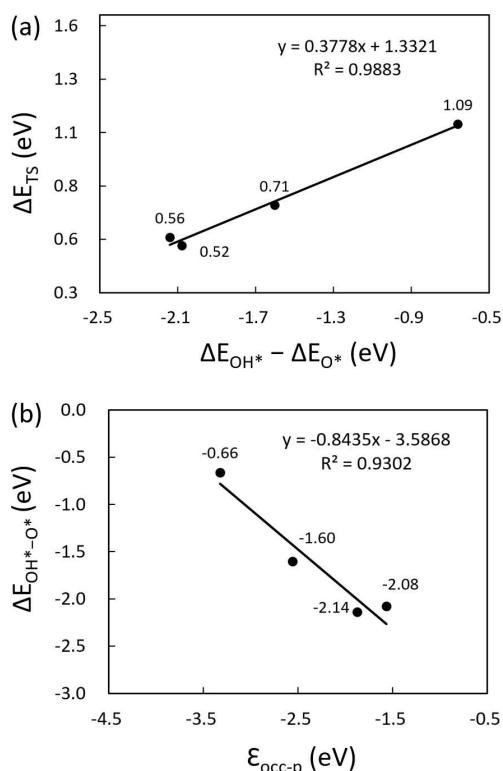 (a)
y = 0.3778x + 1.3321
R² = 0.9883
1.6
1.3
1.1
0.8
0.6
0.3
ΔE_TS (eV)
1.09
0.71
0.56
0.52
-2.5 -2.1 -1.7 -1.3 -0.9 -0.5
ΔE_OH* − ΔE_O* (eV)
(b)
y = -0.8435x - 3.5868
R² = 0.9302
0.0
-0.5
-1.0
-1.5
-2.0
-2.5
-3.0
ΔE_OH*−O* (eV)
-0.66
-1.60
-2.08
-2.14
-4.5 -3.5 -2.5 -1.5 -0.5
Ɛ_occ-p (eV)